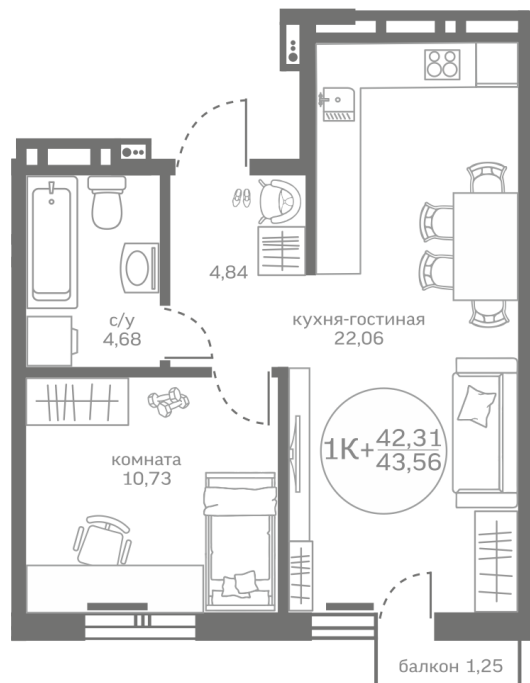 4,84
с/у
4,68
кухня-гостиная
22,06
1К+ 42,31
43,56
комната
10,73
балкон 1,25